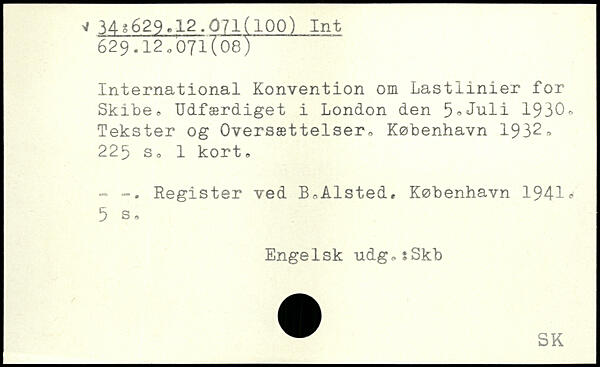 √ 34:629.12.071(100) Int
629.12.071(08)
International Konvention om Lastlinier for
Skibe. Udfærdiget i London den 5.Juli 1930.
Tekster og Oversættelser. København 1932.
225 s. 1 kort.
- -. Register ved B.Alsted. København 1941.
5 s.
Engelsk udg.:Skb
SK